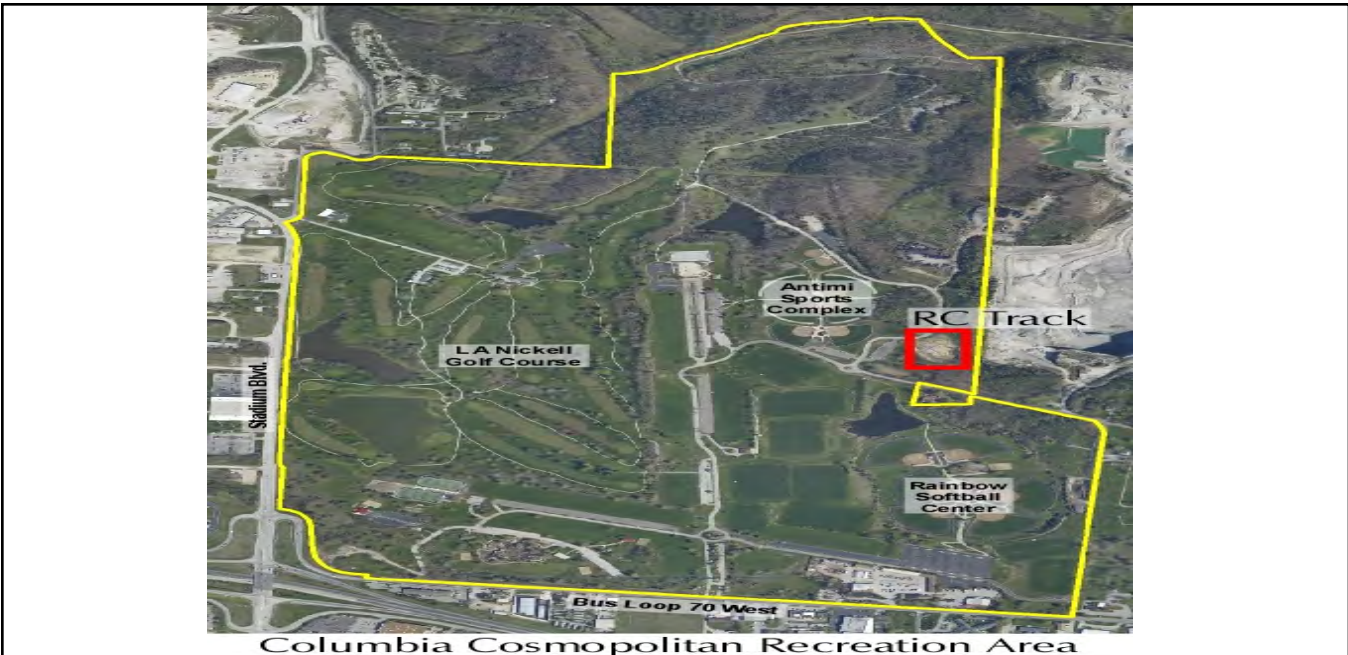 Antimi
Sports
Complex
RC Track
L A Nickell
Golf Course
Stadium Blvd.
Rainbow
Softball
Center
Bus Loop 70 West
Columbia Cosmopolitan Recreation Area